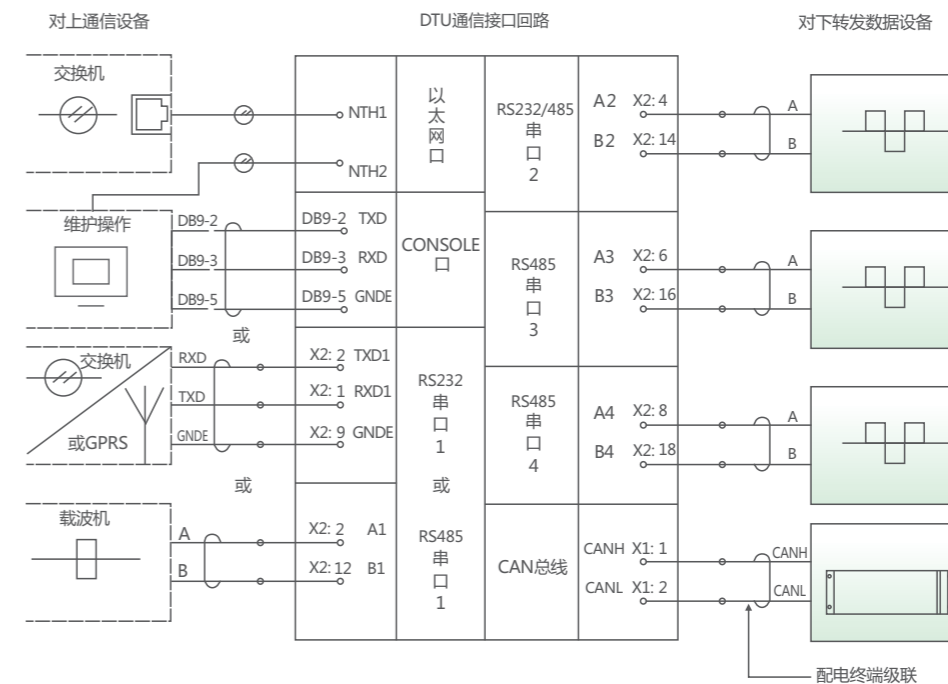 对上通信设备
DTU通信接口回路
对下转发数据设备
交换机
NTH1
NTH2
以
太
网
口
RS232/485
串
口
2
A2 X2: 4
B2 X2: 14
A
B
维护操作
DB9-2
DB9-3
DB9-5
或
DB9-2 TXD
DB9-3 RXD
DB9-5 GNDE
CONSOLE
口
RS485
串
口
3
A3 X2: 6
B3 X2: 16
A
B
交换机
或GPRS
RXD
TXD
GNDE
或
X2: 2 TXD1
X2: 1 RXD1
X2: 9 GNDE
RS232
串
口
1
或
RS485
串
口
1
RS485
串
口
4
A4 X2: 8
B4 X2: 18
A
B
载波机
A
B
X2: 2 A1
X2: 12 B1
CAN总线
CANH X1: 1
CANL X1: 2
CANH
CANL
配电终端级联